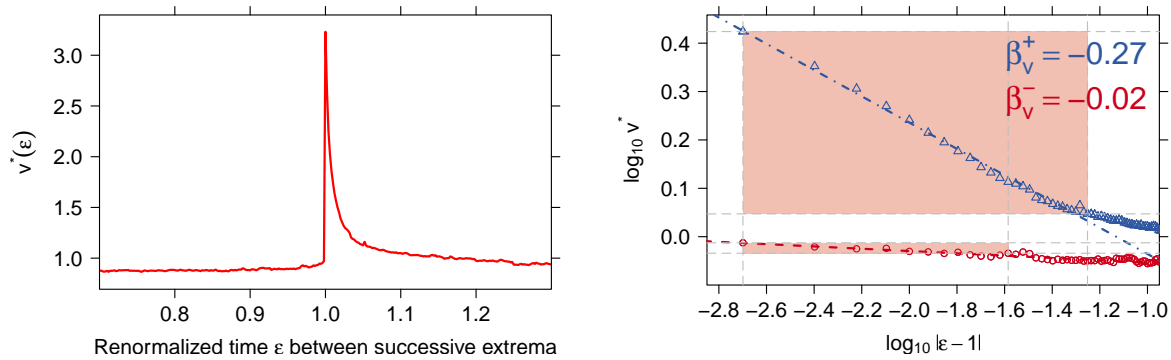 3.0
2.5
2.0
1.5
1.0
v*(ε)
0.8 0.9 1.0 1.1 1.2
Renormalized time ε between successive extrema
0.4
0.3
0.2
0.1
0.0
log10 v*
βv+ = −0.27
βv− = −0.02
−2.8 −2.6 −2.4 −2.2 −2.0 −1.8 −1.6 −1.4 −1.2 −1.0
log10 |ε−1|